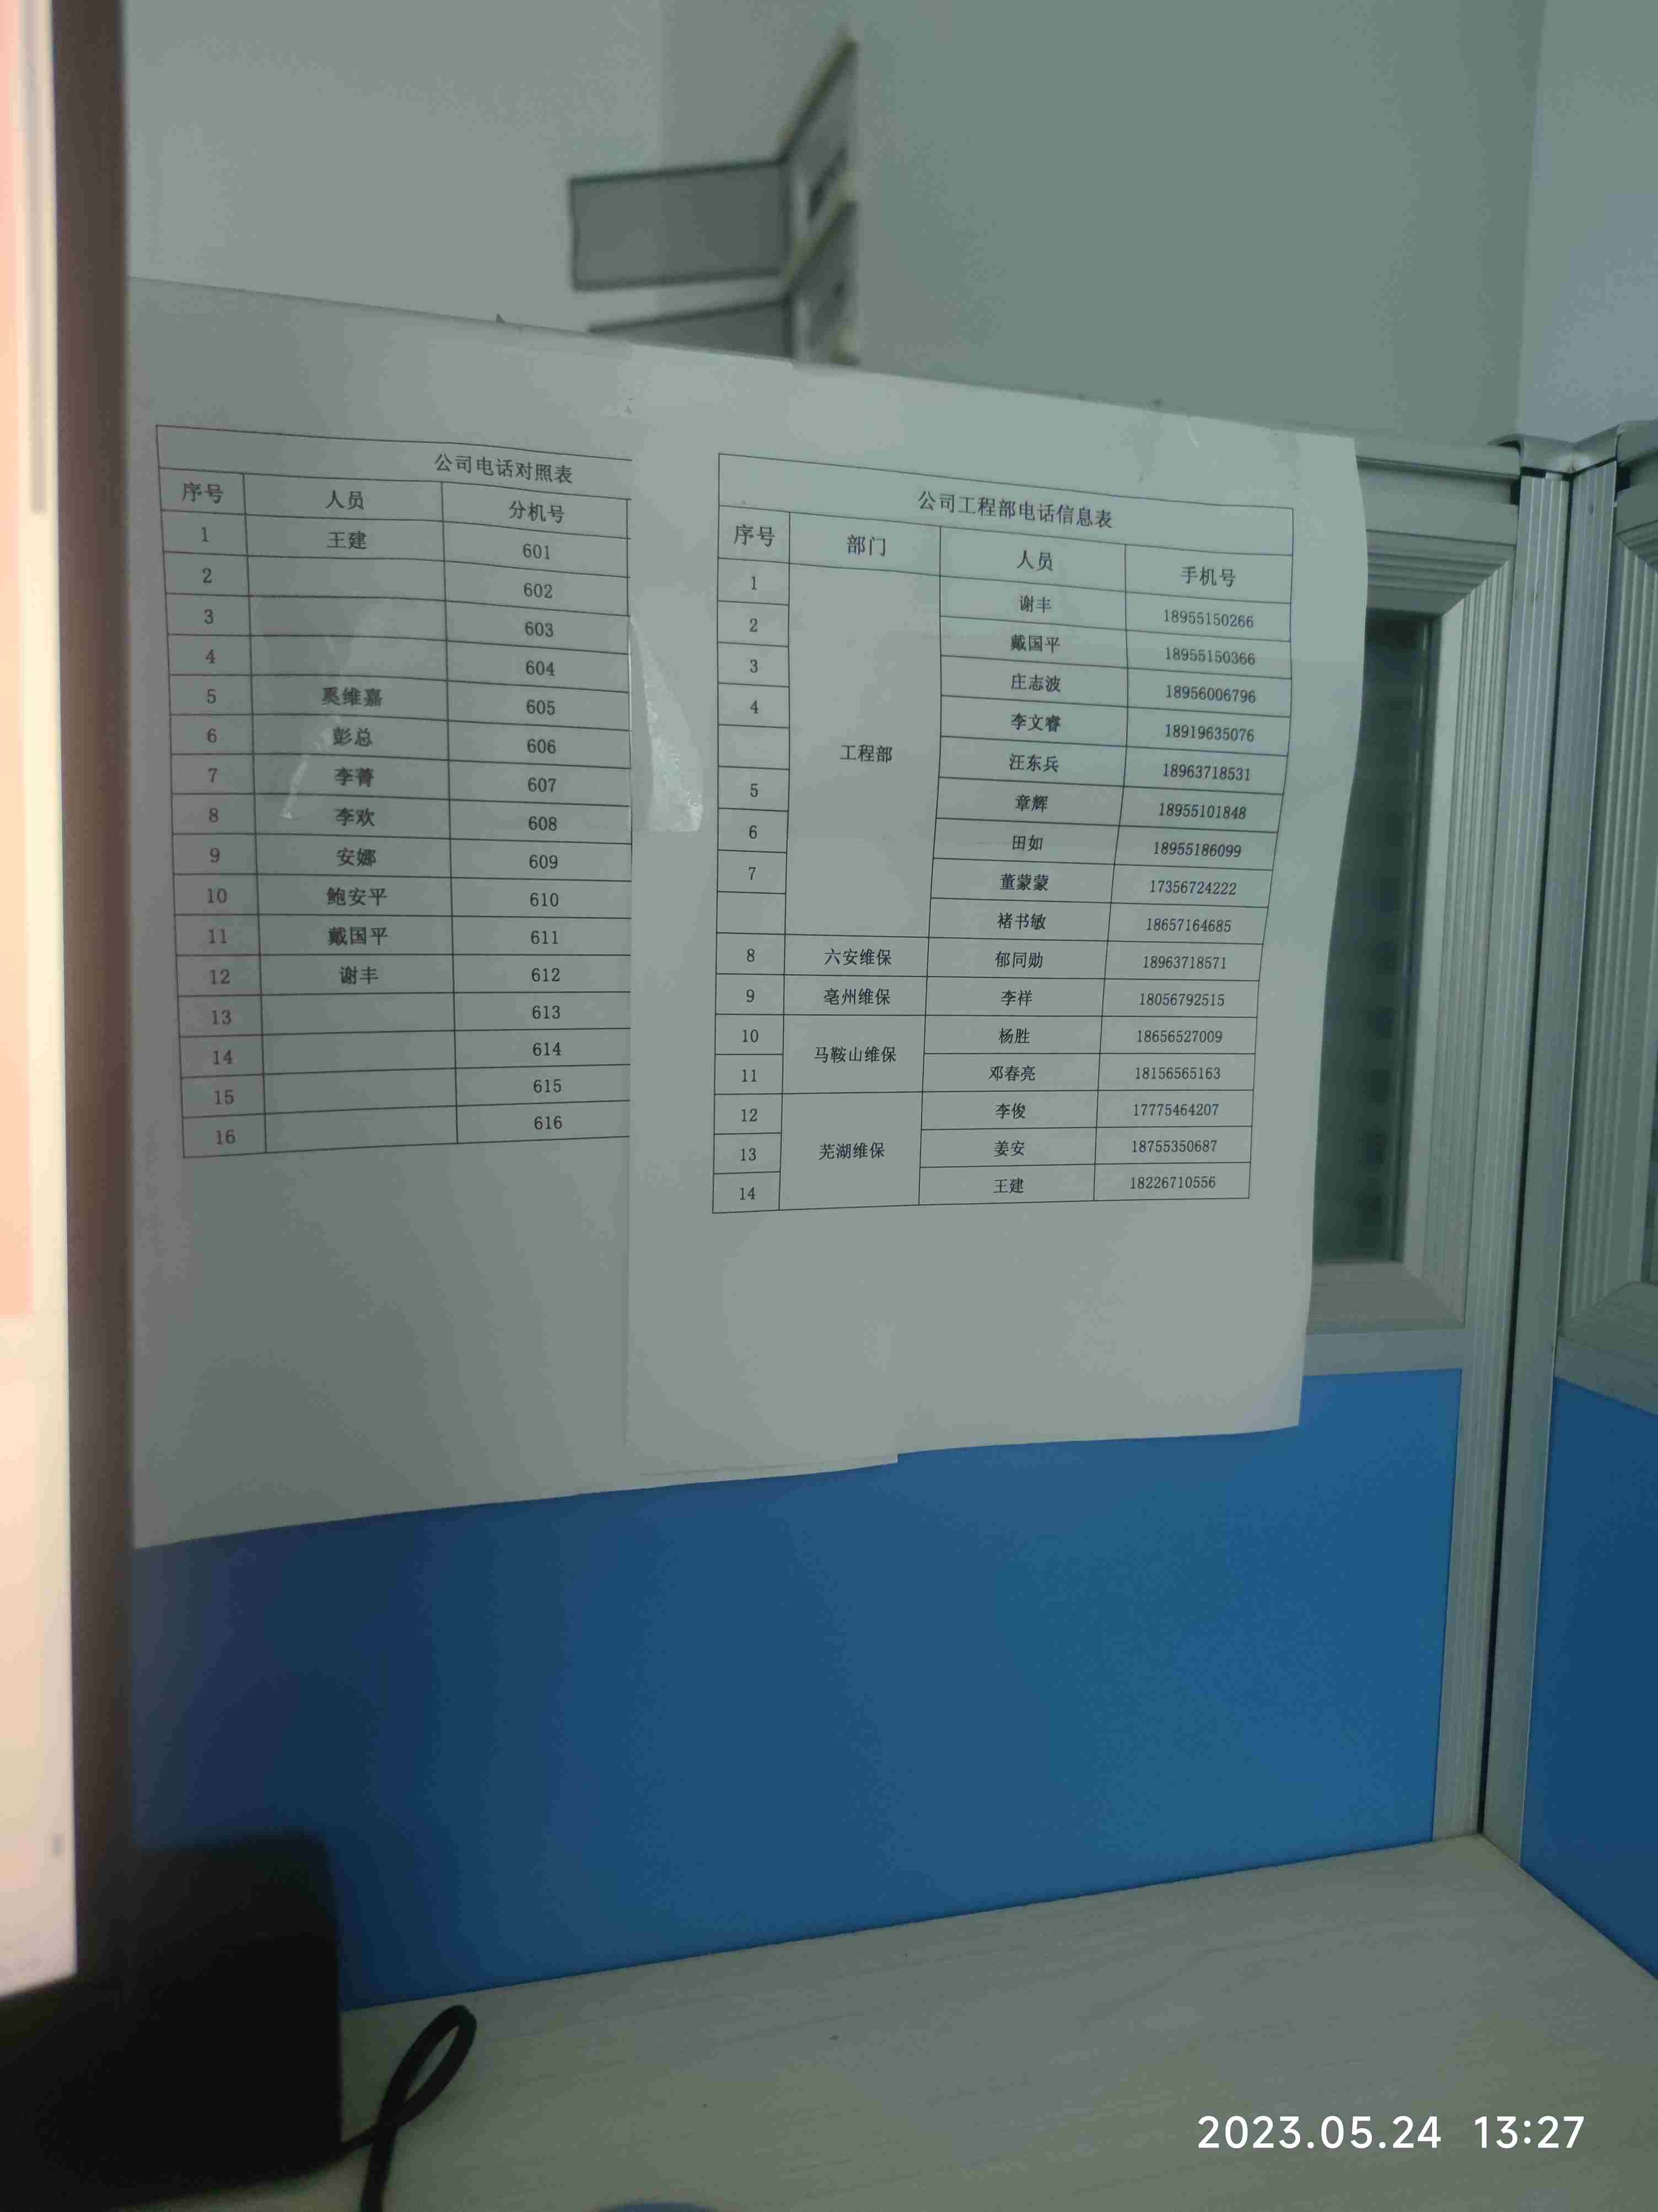 公司电话对照表
序号 人员 分机号
1 王建 601
2 602
3 603
4 604
5 奚维嘉 605
6 彭总 606
7 李菁 607
8 李欢 608
9 安娜 609
10 鲍安平 610
11 戴国平 611
12 谢丰 612
13 613
14 614
15 615
16 616
公司工程部电话信息表
序号 部门 人员 手机号
1 谢丰 18955150266
2 戴国平 18955150366
3 庄志波 18956006796
4 李文睿 18919635076
工程部 汪东兵 18963718531
5 章辉 18955101848
6 田如 18955186099
7 董蒙蒙 17356724222
褚书敏 18657164685
8 六安维保 郁同勋 18963718571
9 亳州维保 李祥 18056792515
10 马鞍山维保 杨胜 18656527009
11 邓春亮 18156565163
12 李俊 17775464207
13 芜湖维保 姜安 18755350687
14 王建 18226710556
2023.05.24 13:27